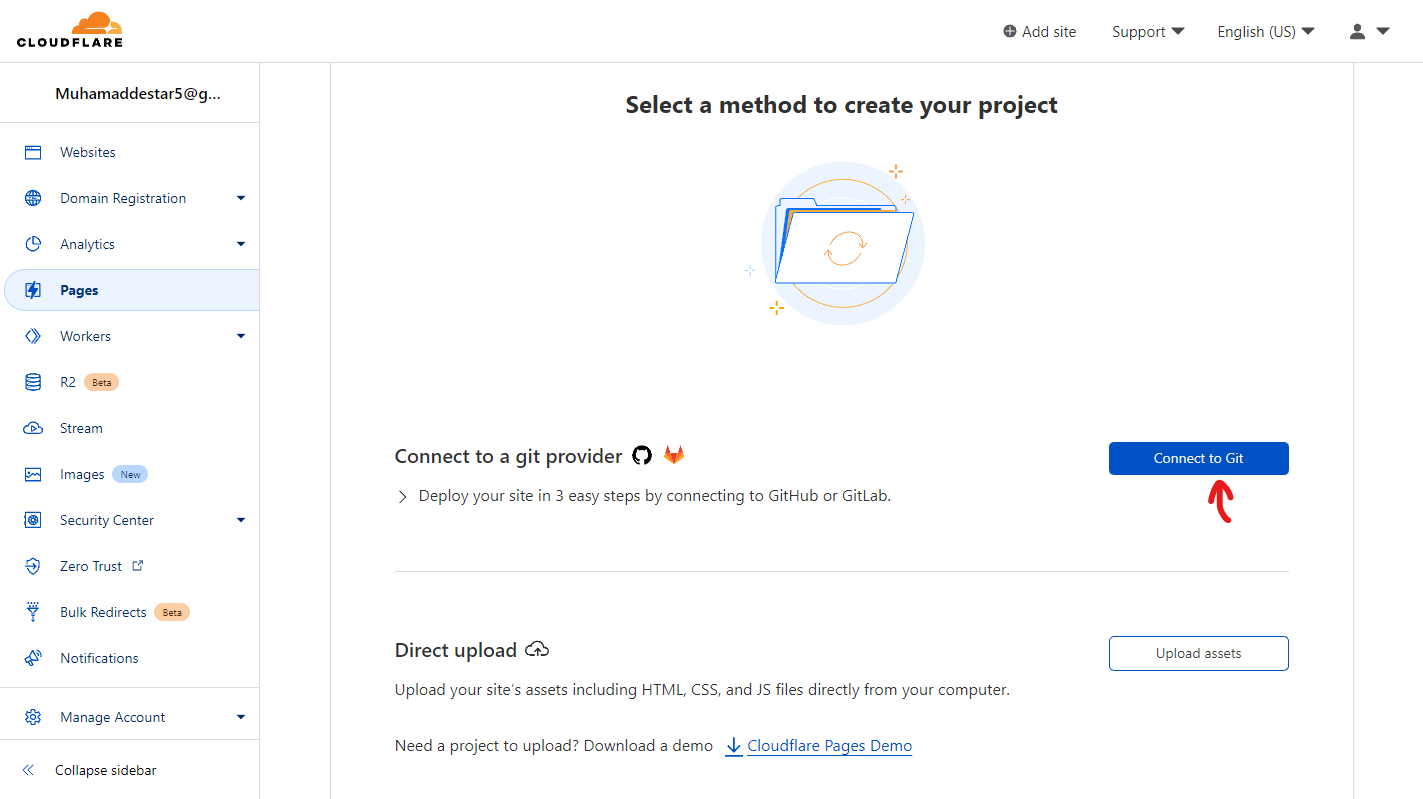 CLOUDFLARE
Add site
Support
English (US)
Muhamaddestar5@g...
Websites
Domain Registration
Analytics
Pages
Workers
R2 Beta
Stream
Images New
Security Center
Zero Trust
Bulk Redirects Beta
Notifications
Manage Account
Collapse sidebar
Select a method to create your project
Connect to a git provider
Connect to Git
Deploy your site in 3 easy steps by connecting to GitHub or GitLab.
Direct upload
Upload assets
Upload your site’s assets including HTML, CSS, and JS files directly from your computer.
Need a project to upload? Download a demo Cloudflare Pages Demo